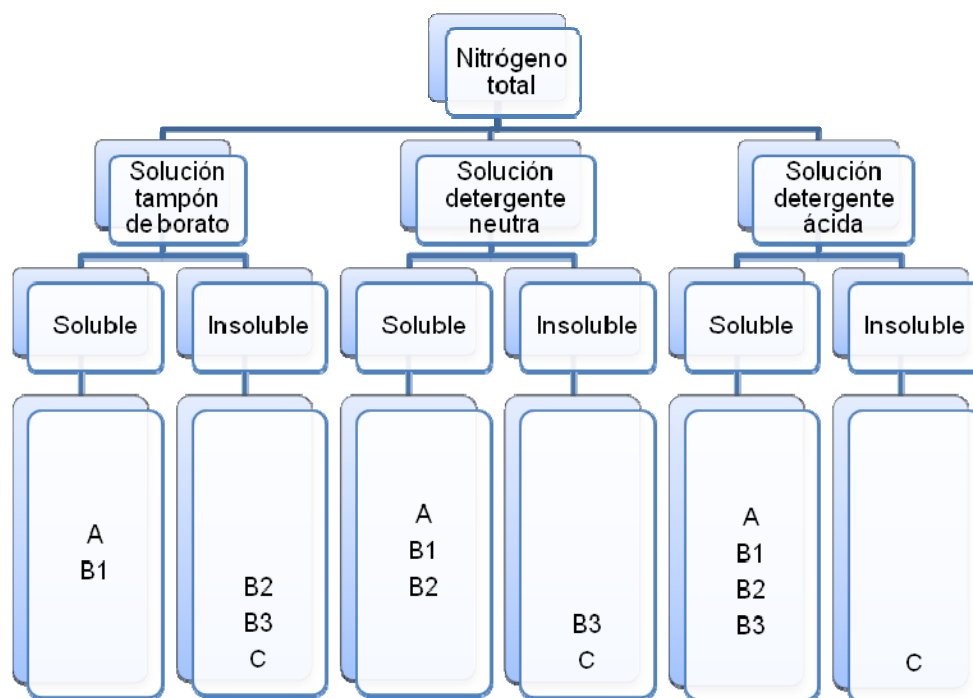 Nitrógeno
total
Solución
tampón
de borato
Solución
detergente
neutra
Solución
detergente
ácida
Soluble
Insoluble
Soluble
Insoluble
Soluble
Insoluble
A
B1
B2
B3
C
A
B1
B2
B3
C
A
B1
B2
B3
C